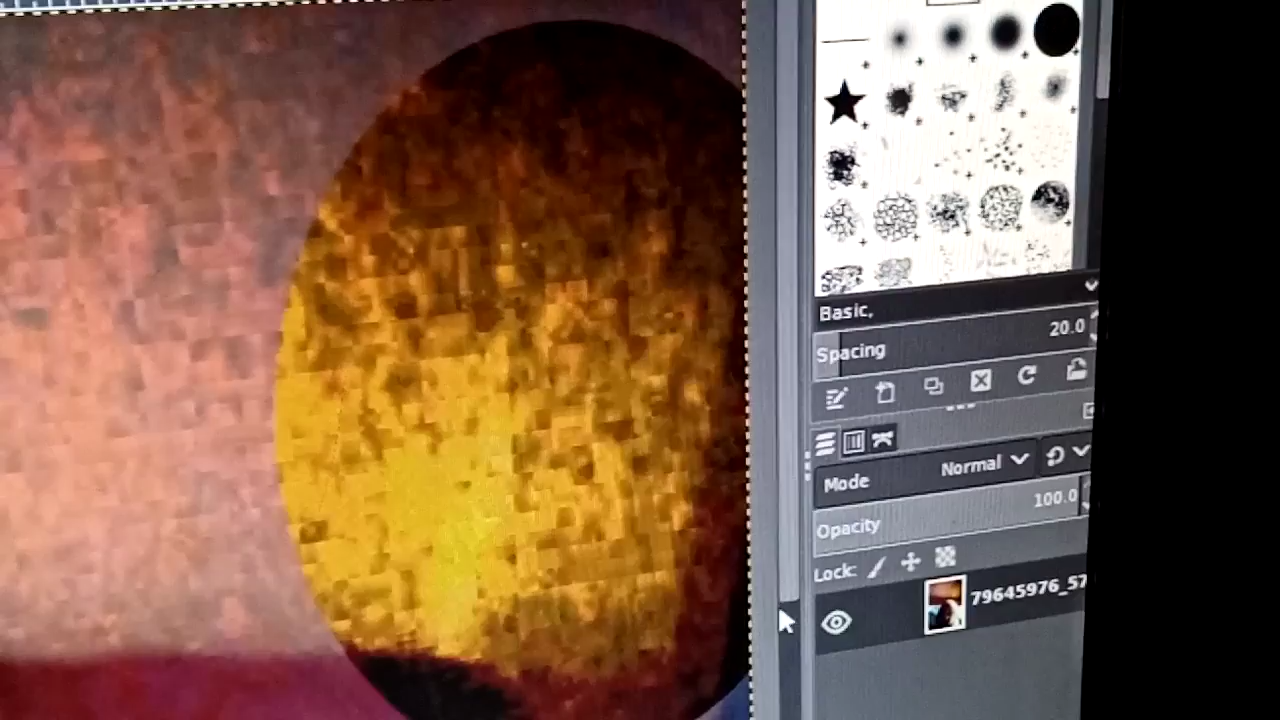 Basic,
Spacing 20.0
Mode Normal
Opacity 100.0
Lock:
79645976_57